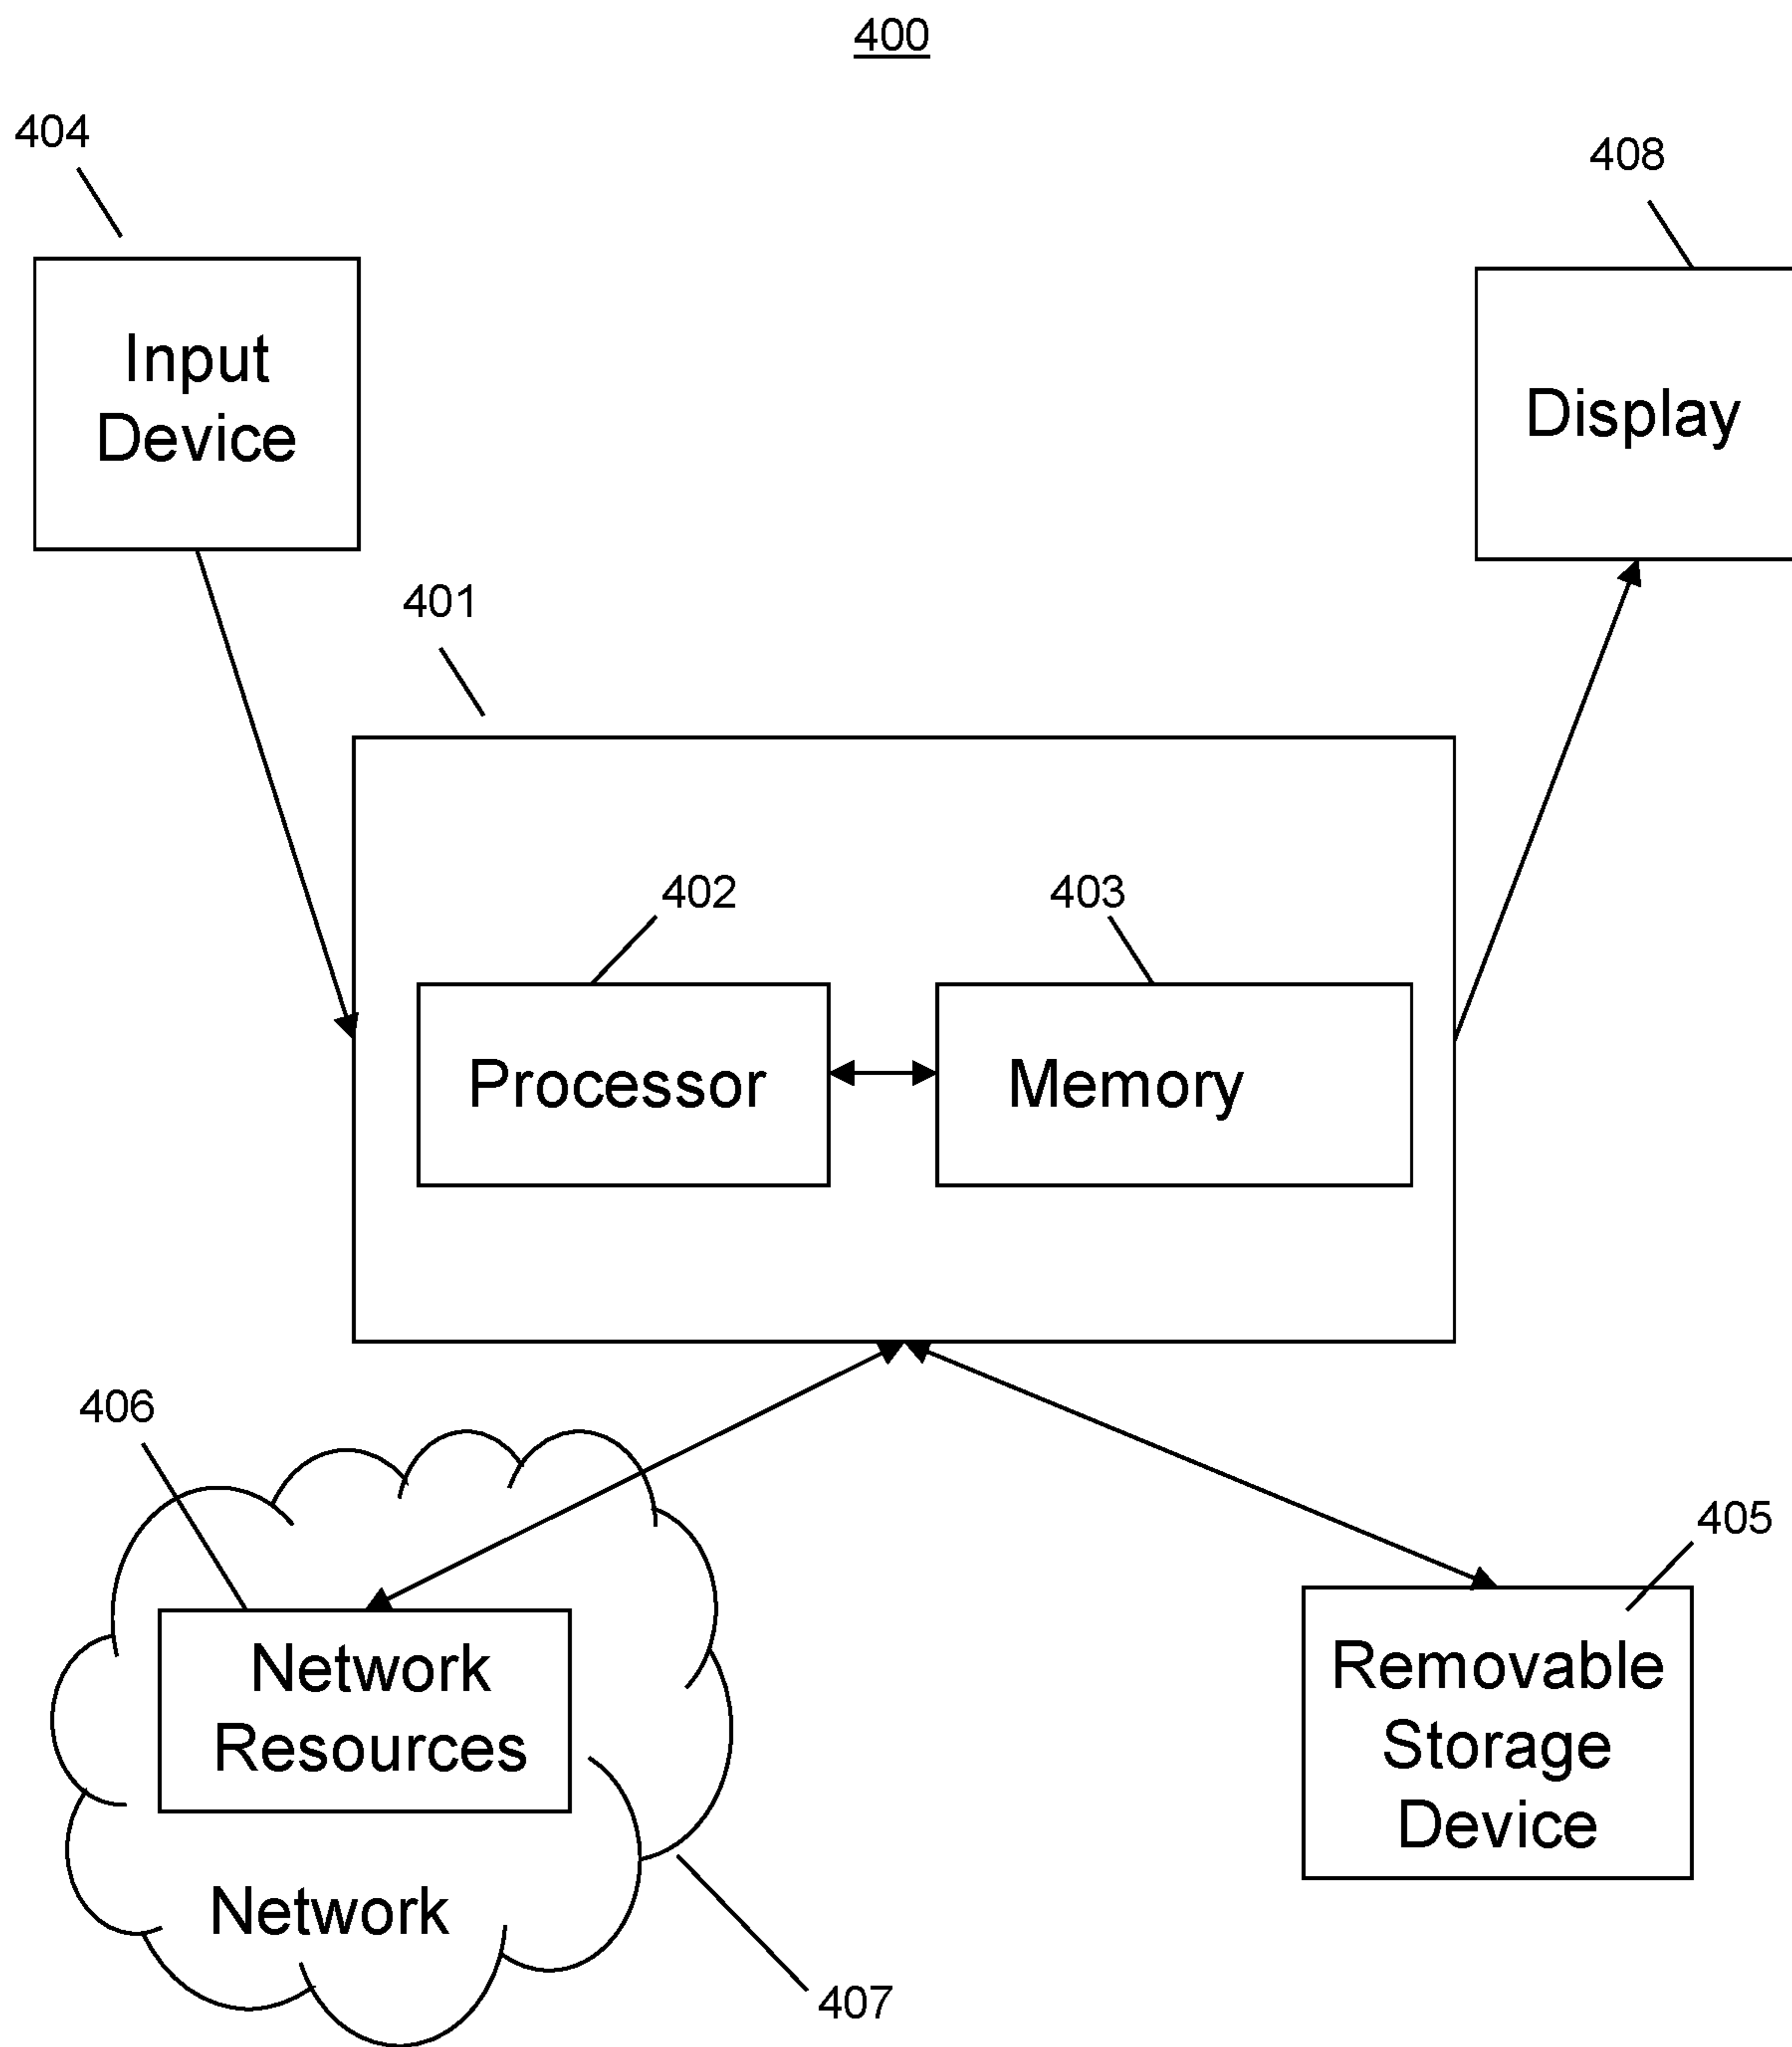 400
404
408
Input
Device
Display
401
402
403
Processor
Memory
406
405
Network
Resources
Removable
Storage
Device
Network
407